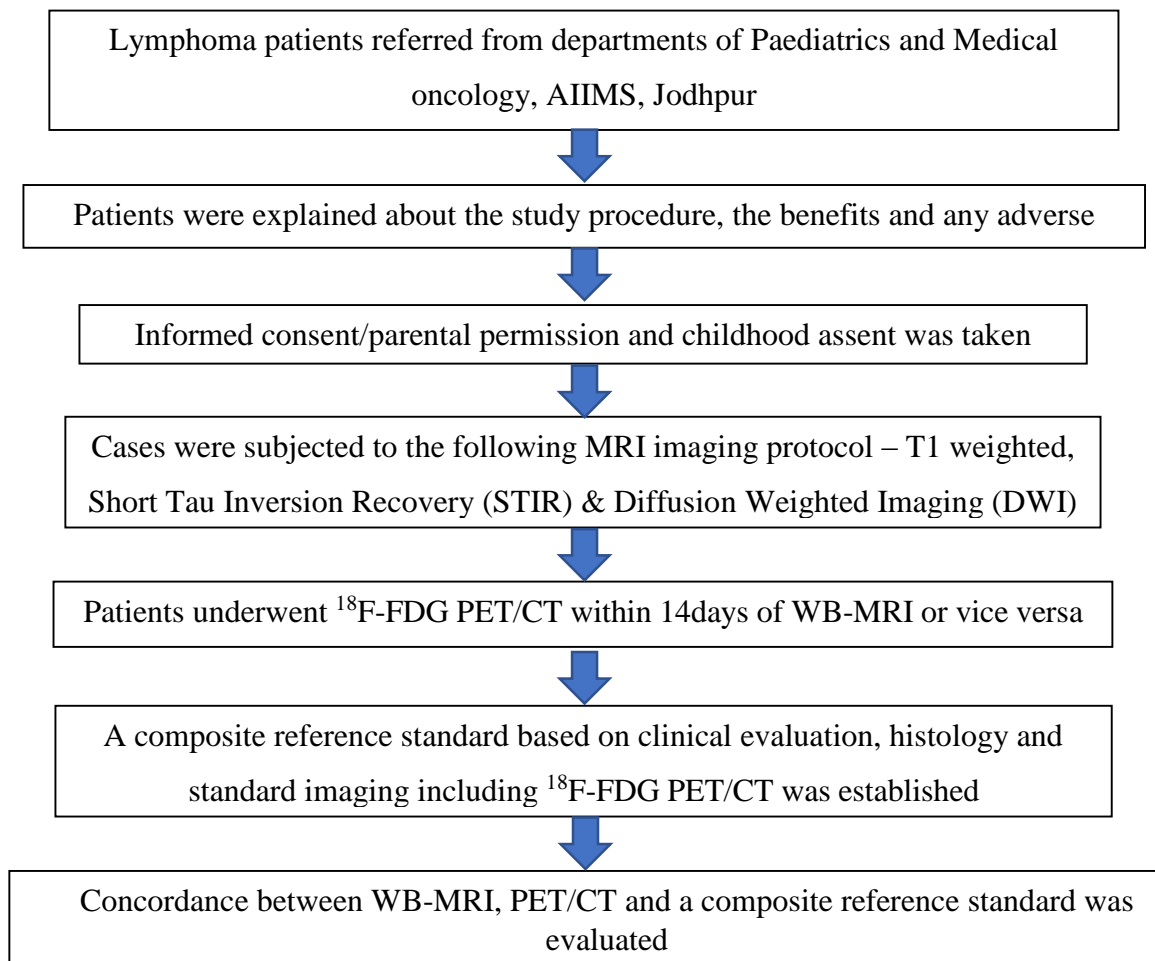 Lymphoma patients referred from departments of Paediatrics and Medical
oncology, AIIMS, Jodhpur
Patients were explained about the study procedure, the benefits and any adverse
Informed consent/parental permission and childhood assent was taken
Cases were subjected to the following MRI imaging protocol – T1 weighted,
Short Tau Inversion Recovery (STIR) & Diffusion Weighted Imaging (DWI)
Patients underwent ¹⁸F-FDG PET/CT within 14days of WB-MRI or vice versa
A composite reference standard based on clinical evaluation, histology and
standard imaging including ¹⁸F-FDG PET/CT was established
Concordance between WB-MRI, PET/CT and a composite reference standard was
evaluated